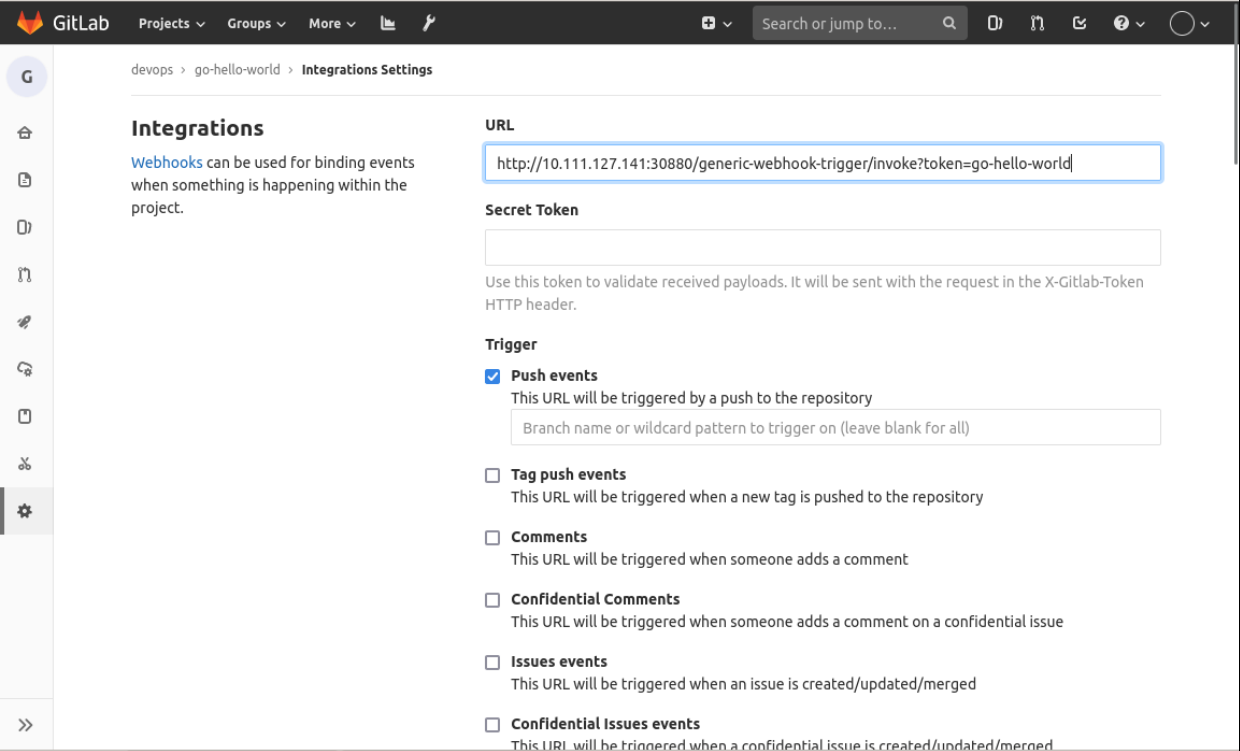 GitLab Projects Groups More Search or jump to...
G devops › go-hello-world › Integrations Settings
Integrations
Webhooks can be used for binding events
when something is happening within the
project.
URL
http://10.111.127.141:30880/generic-webhook-trigger/invoke?token=go-hello-world
Secret Token
Use this token to validate received payloads. It will be sent with the request in the X-Gitlab-Token
HTTP header.
Trigger
Push events
This URL will be triggered by a push to the repository
Branch name or wildcard pattern to trigger on (leave blank for all)
Tag push events
This URL will be triggered when a new tag is pushed to the repository
Comments
This URL will be triggered when someone adds a comment
Confidential Comments
This URL will be triggered when someone adds a comment on a confidential issue
Issues events
This URL will be triggered when an issue is created/updated/merged
Confidential Issues events
This URL will be triggered when a confidential issue is created/updated/merged